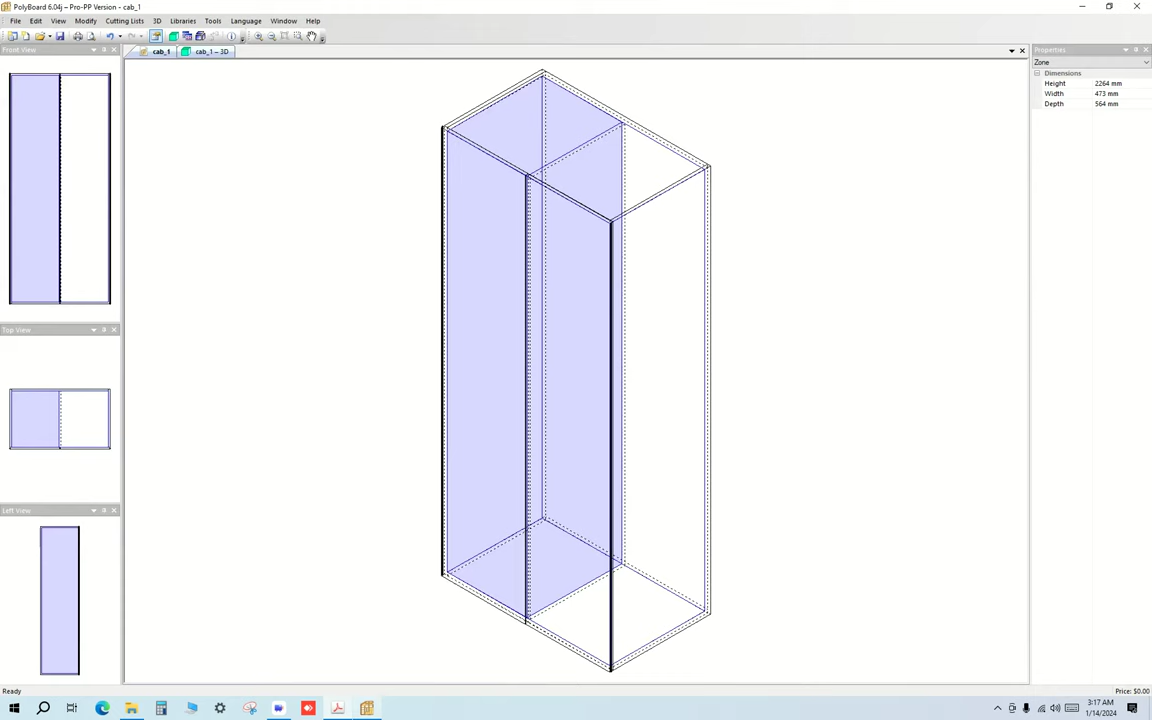 PolyBoard 6.04j – Pro-PP Version - cab_1
File Edit View Modify Cutting Lists 3D Libraries Tools Language Window Help
Front View
cab_1
cab_1 – 3D
Properties
Zone
Dimensions
Height 2264 mm
Width 473 mm
Depth 564 mm
Top View
Left View
Ready
Price: $0.00
3:17 AM
1/14/2024